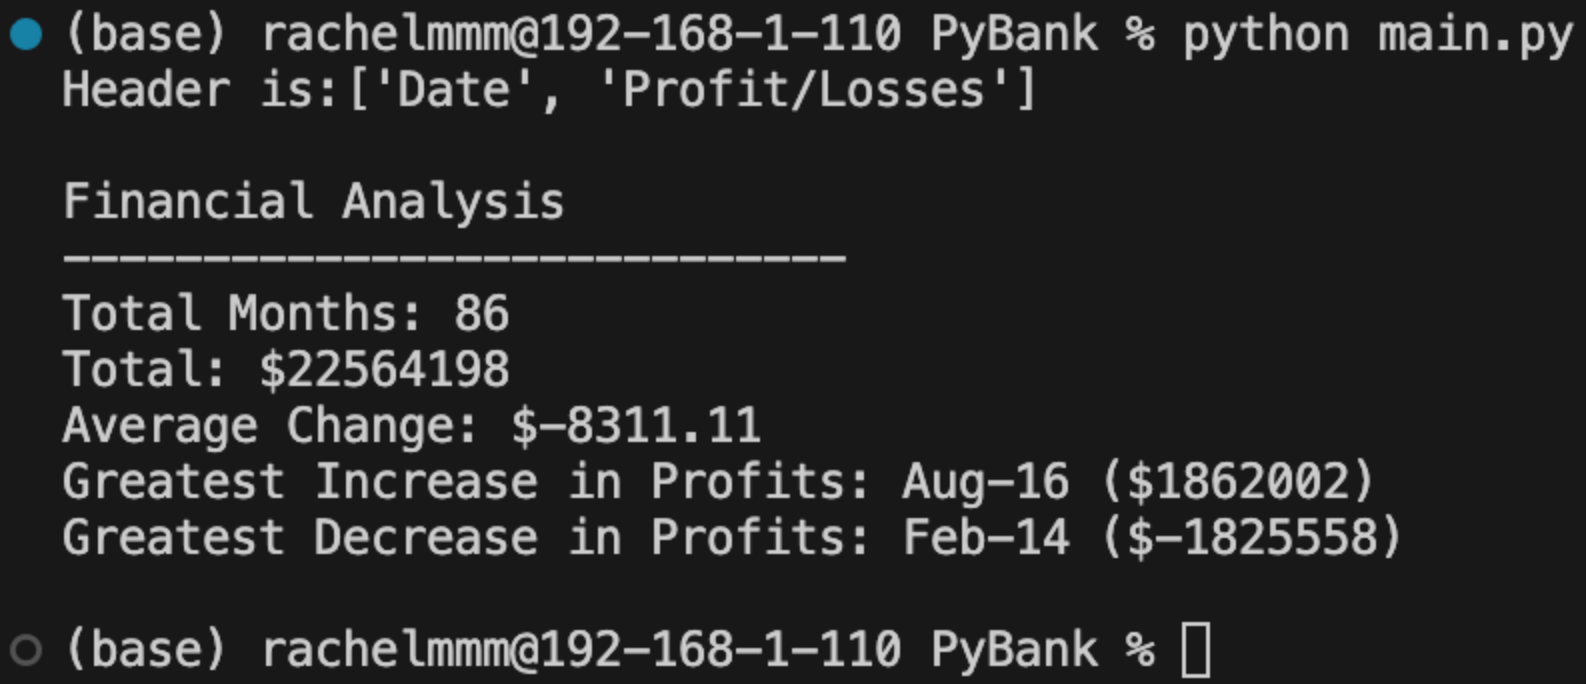 (base) rachelmmm@192-168-1-110 PyBank % python main.py
Header is:['Date', 'Profit/Losses']
Financial Analysis
----------------------------
Total Months: 86
Total: $22564198
Average Change: $-8311.11
Greatest Increase in Profits: Aug-16 ($1862002)
Greatest Decrease in Profits: Feb-14 ($-1825558)
(base) rachelmmm@192-168-1-110 PyBank %